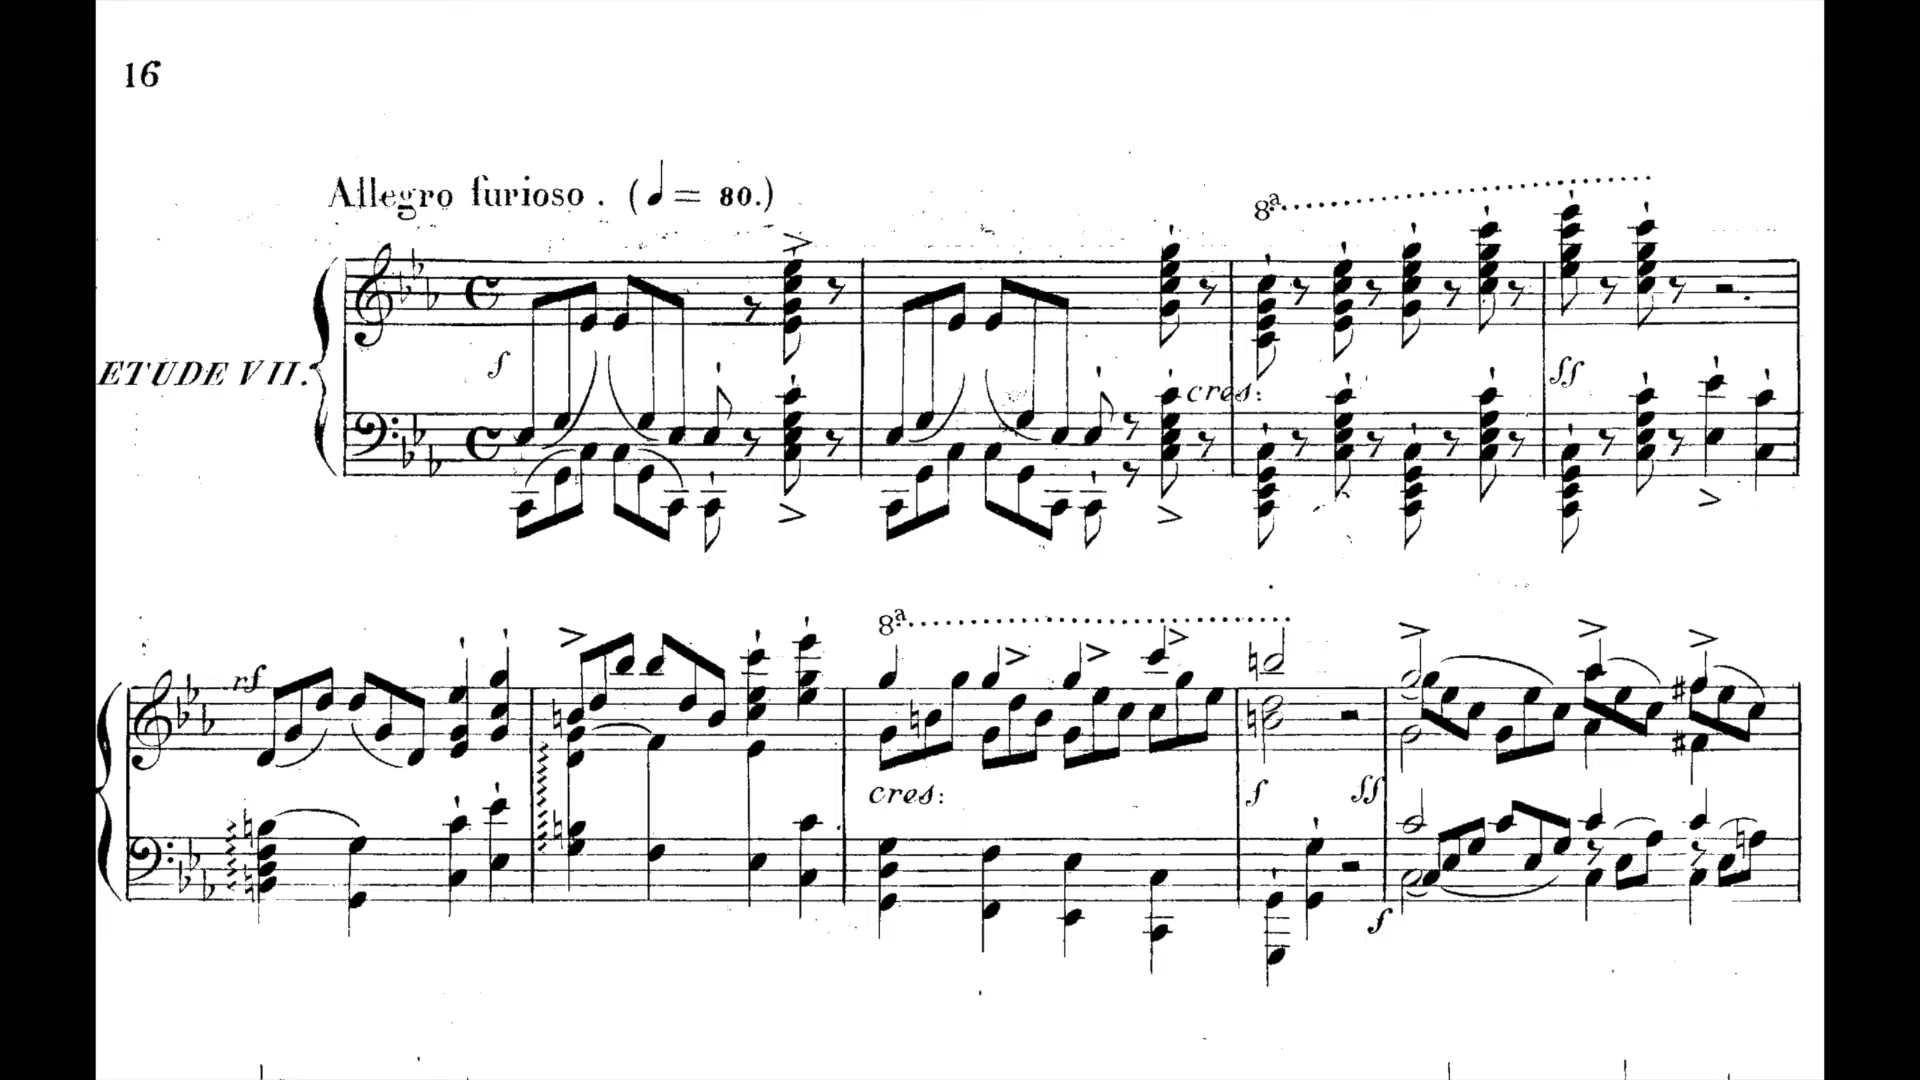 16
Allegro furioso. (♩ = 80.)
8ª
ETUDE VII.
f
cres:
ff
8ª
rf
cres:
f
ff
f